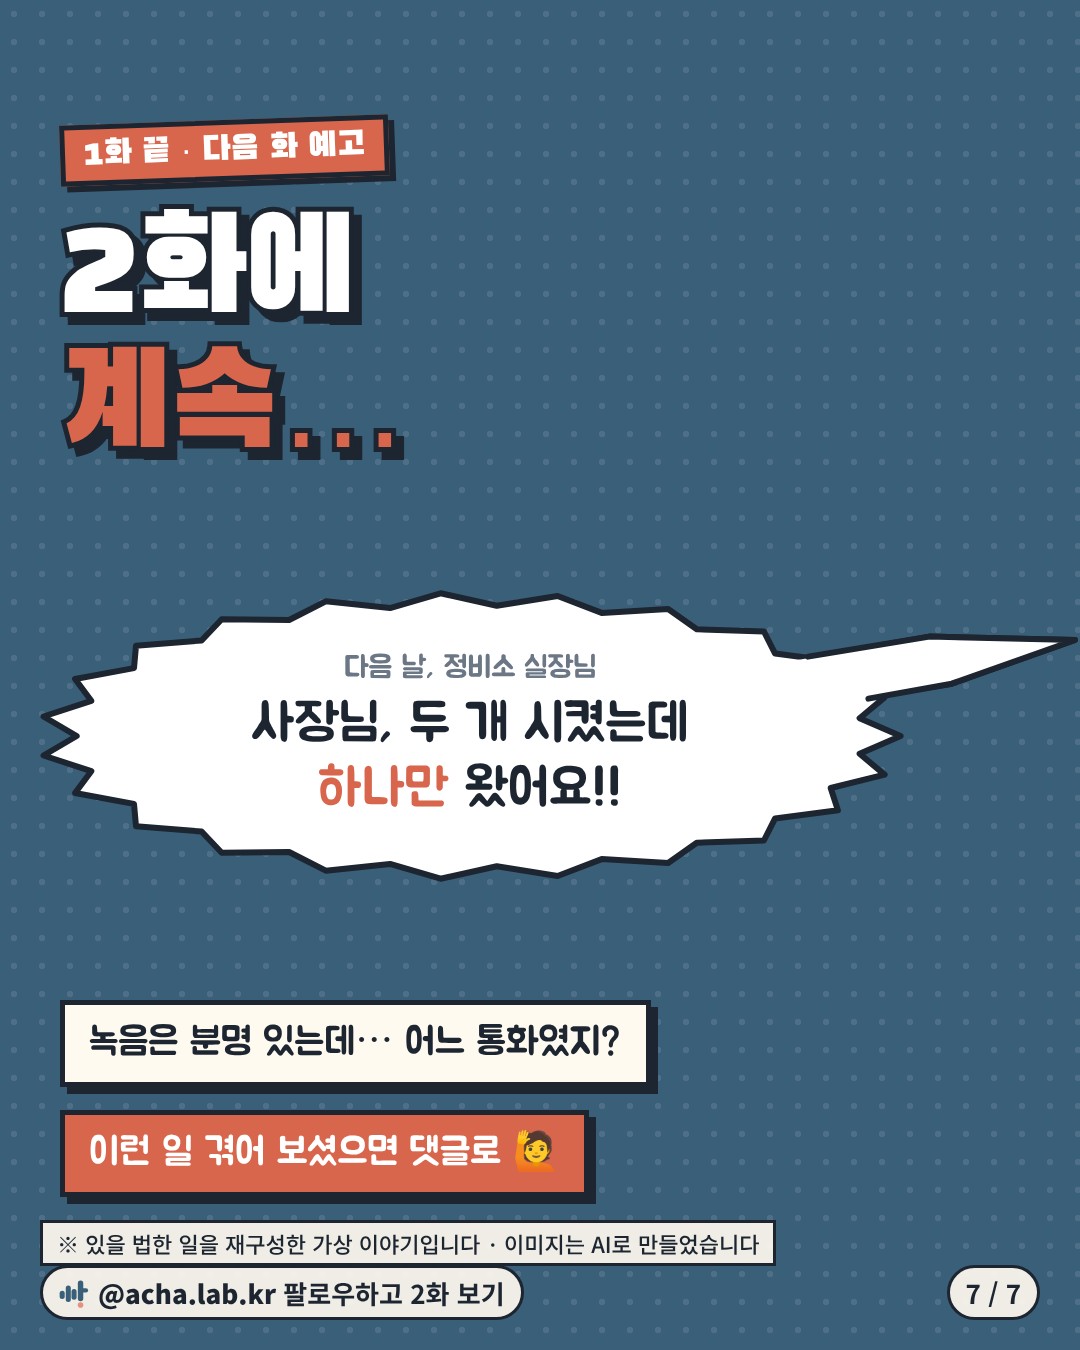 1화 끝 · 다음 화 예고
2화에
계속...
다음 날, 정비소 실장님
사장님, 두 개 시켰는데
하나만 왔어요!!
녹음은 분명 있는데… 어느 통화였지?
이런 일 겪어 보셨으면 댓글로 🙋
※ 있을 법한 일을 재구성한 가상 이야기입니다 · 이미지는 AI로 만들었습니다
@acha.lab.kr 팔로우하고 2화 보기
7 / 7